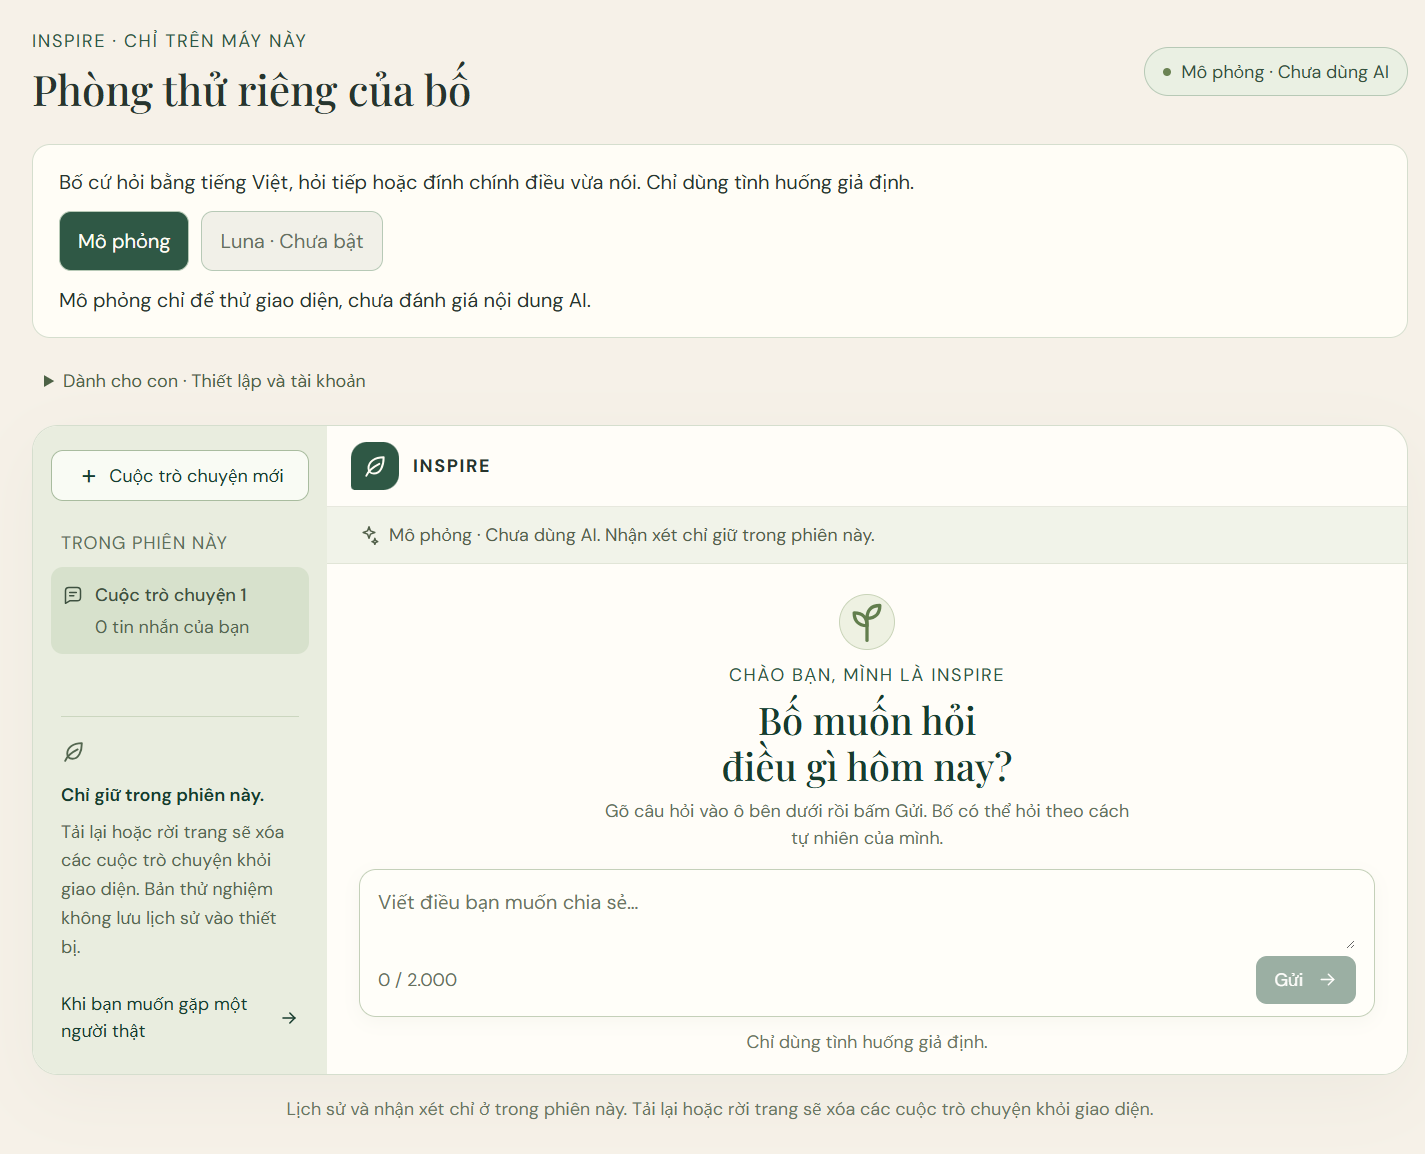 INSPIRE · CHỈ TRÊN MÁY NÀY
Phòng thử riêng của bố
Mô phỏng · Chưa dùng AI
Bố cứ hỏi bằng tiếng Việt, hỏi tiếp hoặc đính chính điều vừa nói. Chỉ dùng tình huống giả định.
Mô phỏng
Luna · Chưa bật
Mô phỏng chỉ để thử giao diện, chưa đánh giá nội dung AI.
Dành cho con · Thiết lập và tài khoản
+ Cuộc trò chuyện mới
TRONG PHIÊN NÀY
Cuộc trò chuyện 1
0 tin nhắn của bạn
Chỉ giữ trong phiên này.
Tải lại hoặc rời trang sẽ xóa
các cuộc trò chuyện khỏi
giao diện. Bản thử nghiệm
không lưu lịch sử vào thiết
bị.
Khi bạn muốn gặp một
người thật
INSPIRE
Mô phỏng · Chưa dùng AI. Nhận xét chỉ giữ trong phiên này.
CHÀO BẠN, MÌNH LÀ INSPIRE
Bố muốn hỏi
điều gì hôm nay?
Gõ câu hỏi vào ô bên dưới rồi bấm Gửi. Bố có thể hỏi theo cách
tự nhiên của mình.
Viết điều bạn muốn chia sẻ...
0 / 2.000
Gửi
Chỉ dùng tình huống giả định.
Lịch sử và nhận xét chỉ ở trong phiên này. Tải lại hoặc rời trang sẽ xóa các cuộc trò chuyện khỏi giao diện.